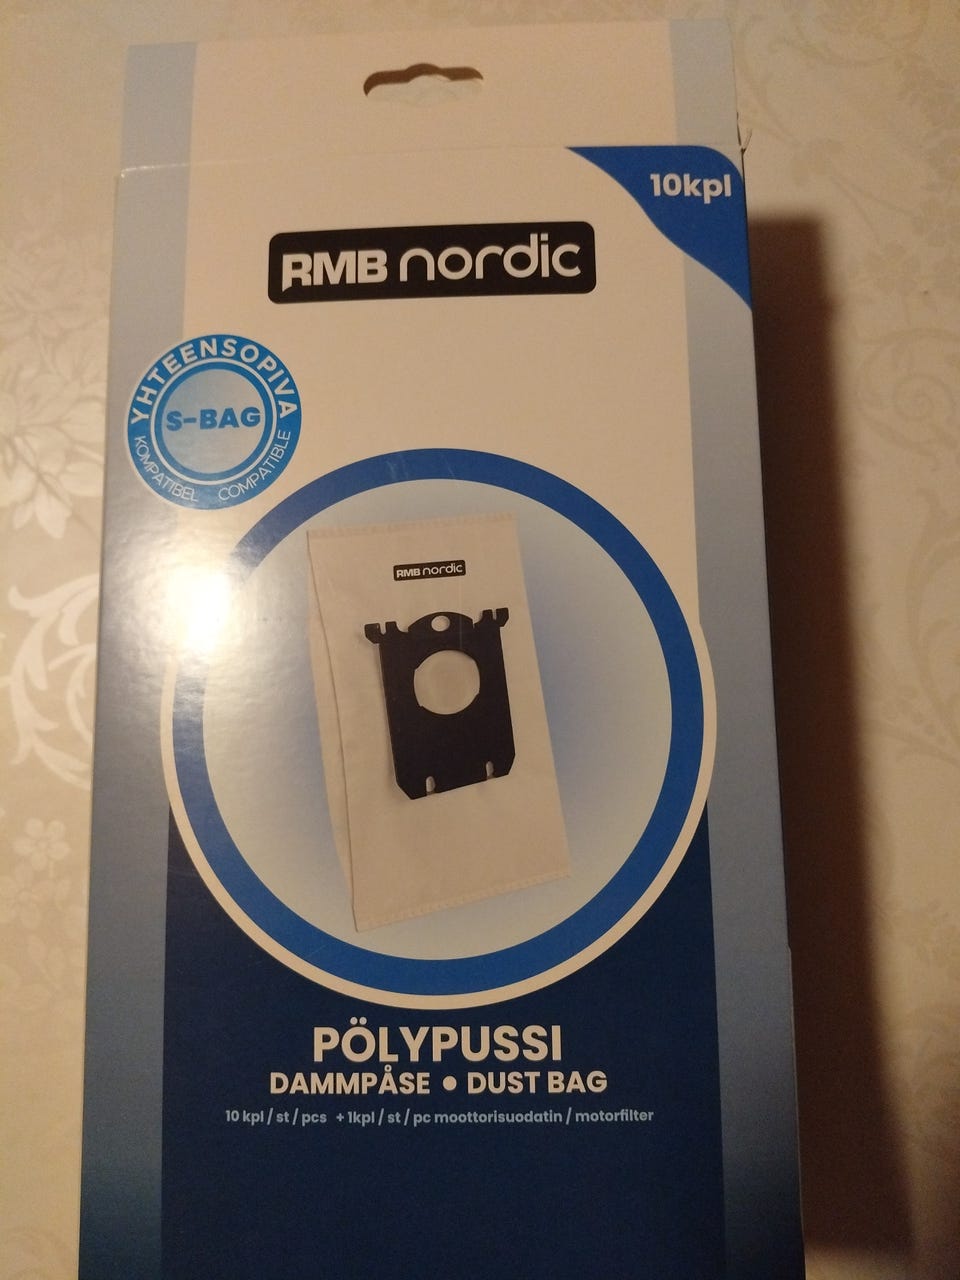 10kpl
RMB nordic
YHTEENSOPIVA
S-BAG
KOMPATIBEL COMPATIBLE
RMB nordic
PÖLYPUSSI
DAMMPÅSE • DUST BAG
10 kpl / st / pcs + 1kpl / st / pc moottorisuodatin / motorfilter